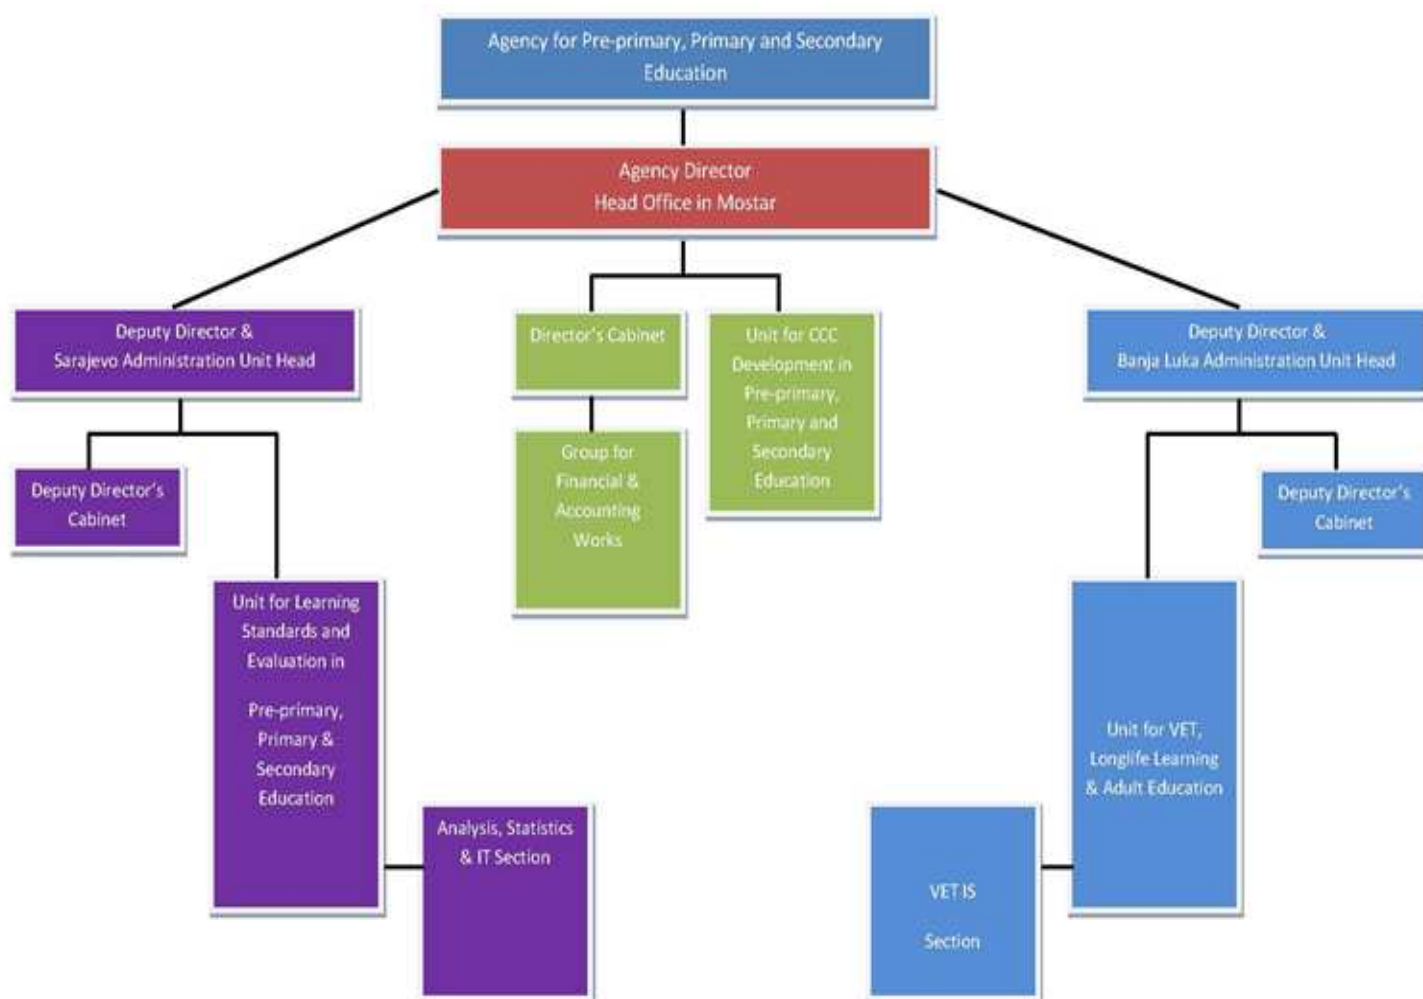 Agency for Pre-primary, Primary and Secondary
Education
Agency Director
Head Office in Mostar
Deputy Director &
Sarajevo Administration Unit Head
Director's Cabinet
Unit for CCC
Development in
Pre-primary,
Primary and
Secondary
Education
Deputy Director &
Banja Luka Administration Unit Head
Deputy Director's
Cabinet
Group for
Financial &
Accounting
Works
Deputy Director's
Cabinet
Unit for Learning
Standards and
Evaluation in
Pre-primary,
Primary &
Secondary
Education
Unit for VET,
Longlife Learning
& Adult Education
Analysis, Statistics
& IT Section
VET IS
Section